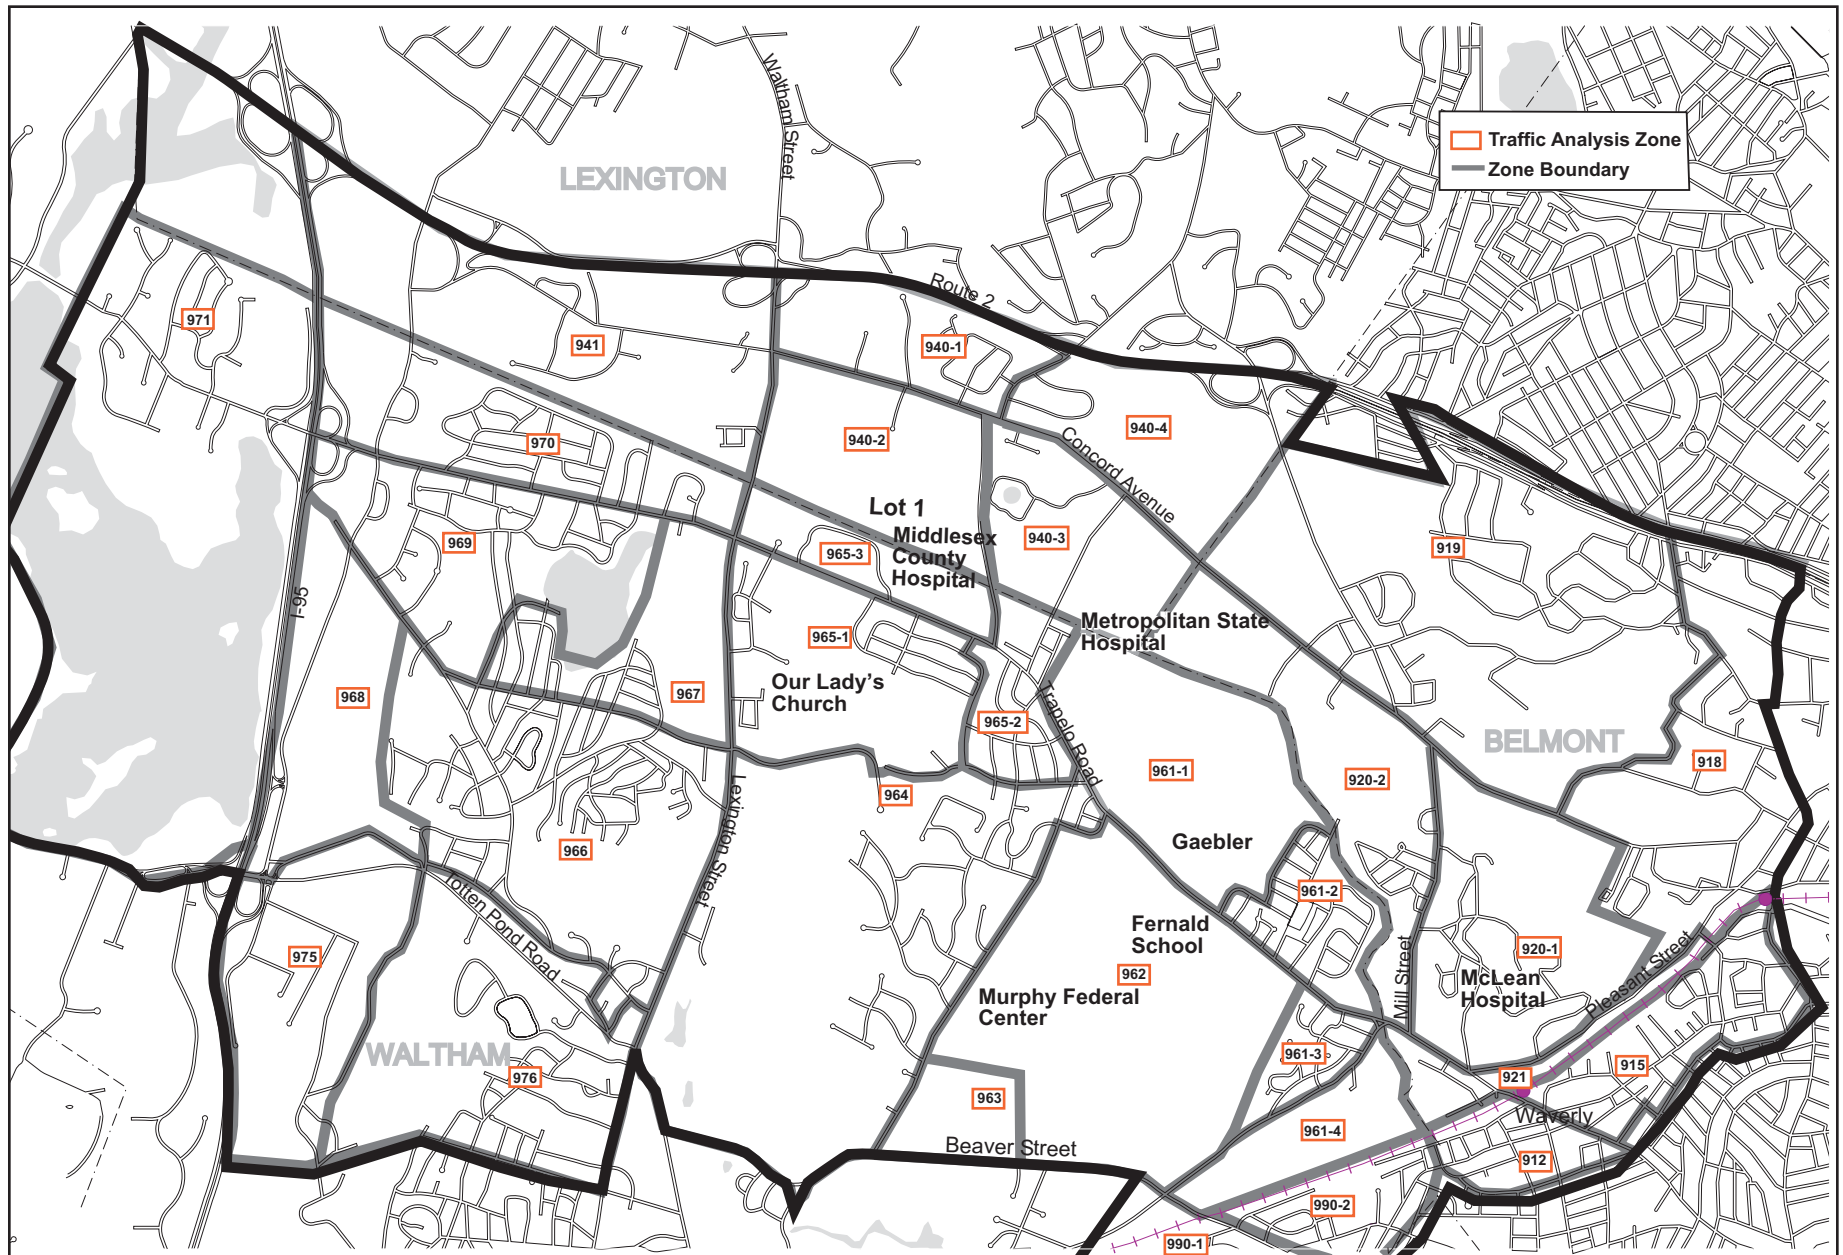 Waltham Street
Traffic Analysis Zone
Zone Boundary
LEXINGTON
Route 2
971
941
940-1
970
940-2
940-4
Concord Avenue
Lot 1
Middlesex
County
Hospital
969
965-3
940-3
919
I-95
Metropolitan State
Hospital
965-1
968
967
Our Lady's
Church
965-2
Trapelo Road
BELMONT
918
961-1
920-2
964
Lexington Street
966
Gaebler
961-2
Totten Pond Road
Fernald
School
962
975
Mill Street
920-1
McLean
Hospital
Pleasant Street
Murphy Federal
Center
WALTHAM
976
961-3
915
921
963
Waverly
961-4
Beaver Street
912
990-2
990-1